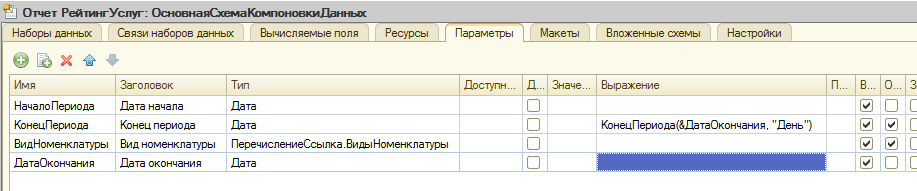 Отчет РейтингУслуг: ОсновнаяСхемаКомпоновкиДанных
Наборы данных Связи наборов данных Вычисляемые поля Ресурсы Параметры Макеты Вложенные схемы Настройки
Имя Заголовок Тип Доступн... Д... Значе... Выражение П... В... О... З
НачалоПериода Дата начала Дата
КонецПериода Конец периода Дата КонецПериода(&ДатаОкончания, "День")
ВидНоменклатуры Вид номенклатуры ПеречислениеСсылка.ВидыНоменклатуры
ДатаОкончания Дата окончания Дата